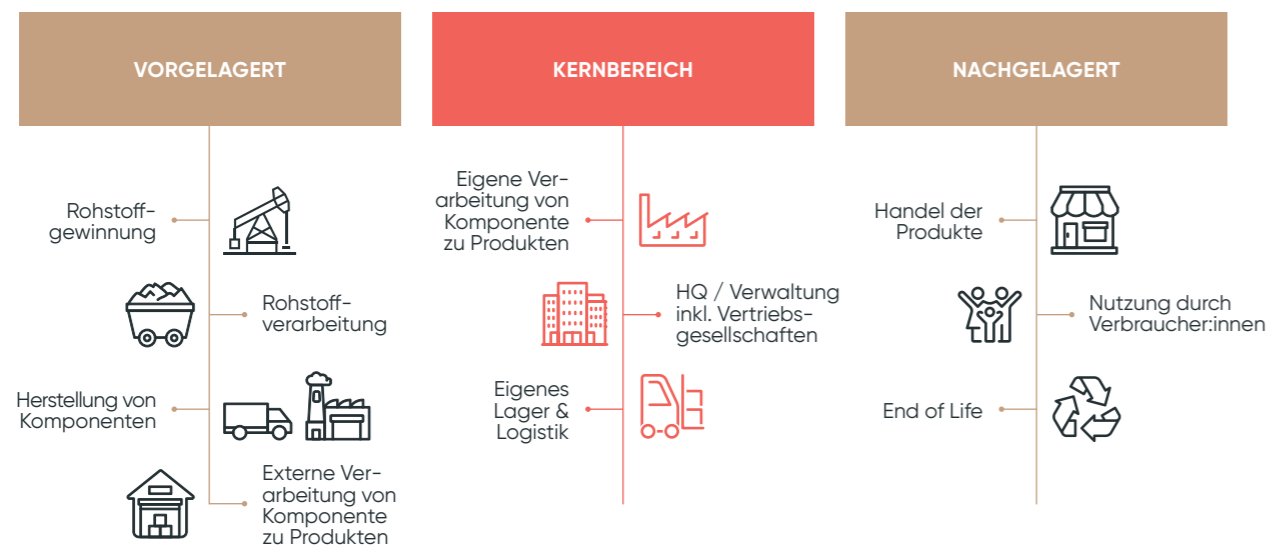 VORGELAGERT
Rohstoff-
gewinnung
Rohstoff-
verarbeitung
Herstellung von
Komponenten
Externe Ver-
arbeitung von
Komponente
zu Produkten
KERNBEREICH
Eigene Ver-
arbeitung von
Komponente
zu Produkten
HQ / Verwaltung
inkl. Vertriebs-
gesellschaften
Eigenes
Lager &
Logistik
NACHGELAGERT
Handel der
Produkte
Nutzung durch
Verbraucher:innen
End of Life